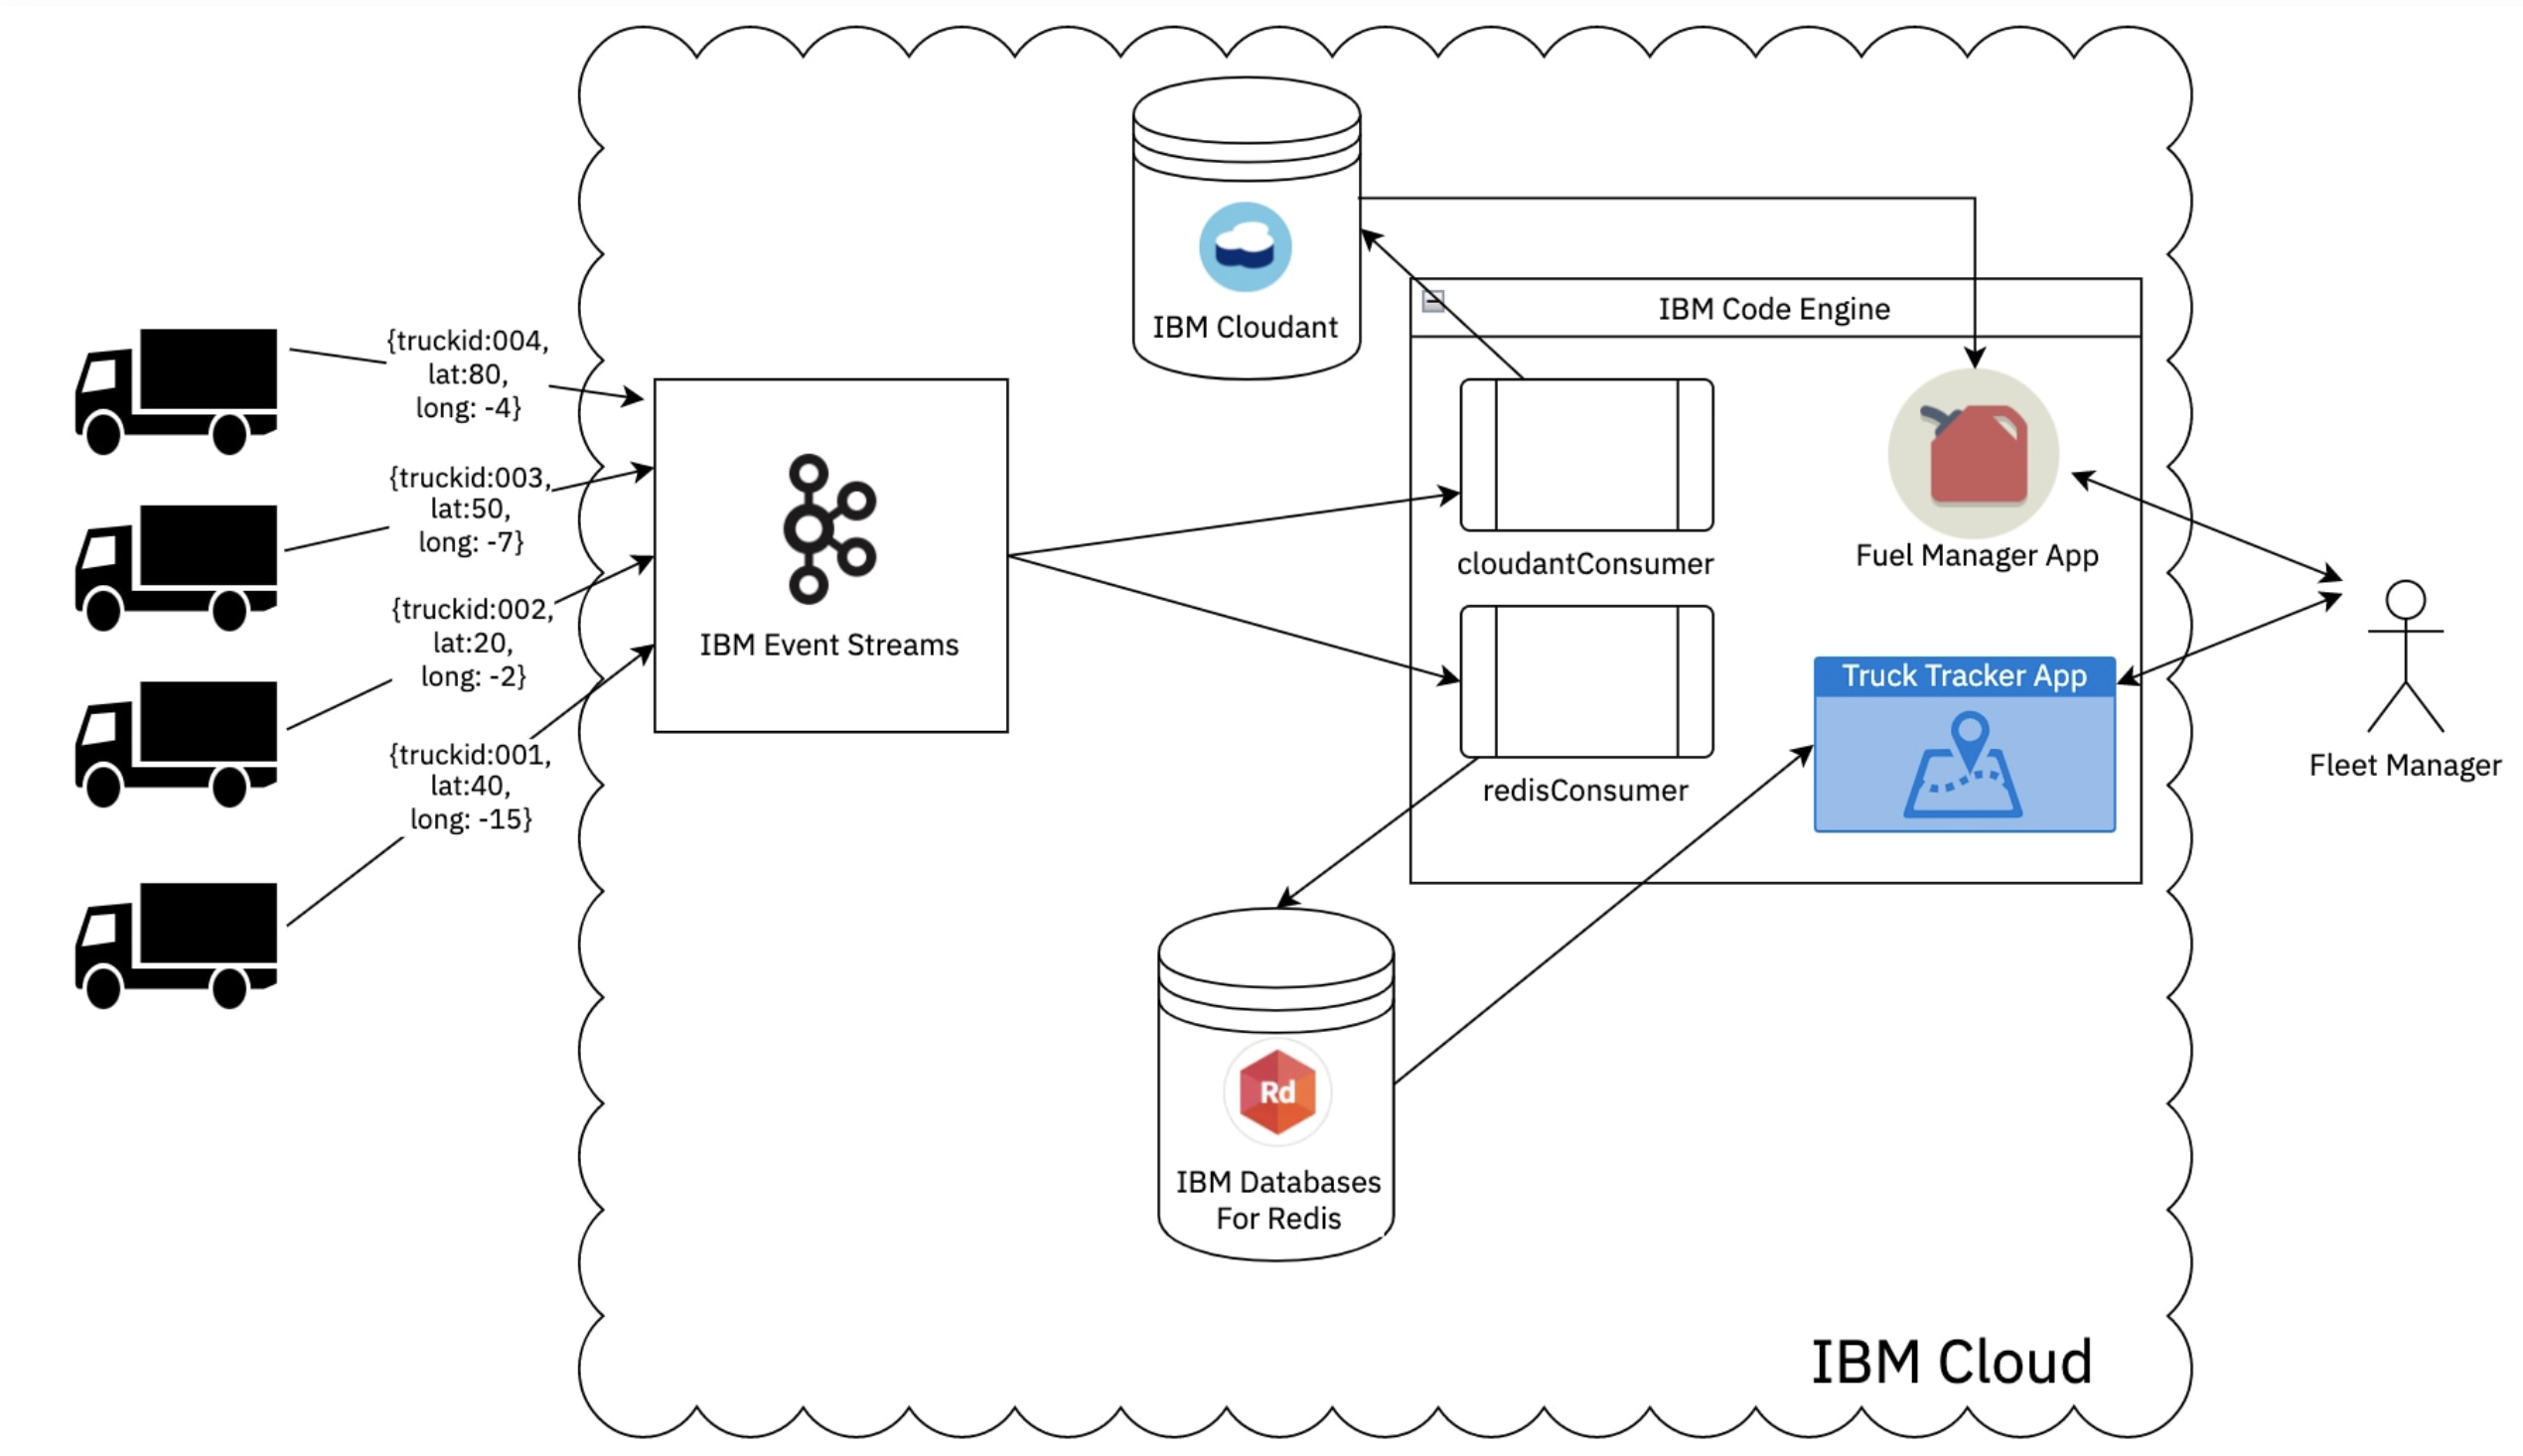 {truckid:004,
lat:80,
long: -4}
{truckid:003,
lat:50,
long: -7}
{truckid:002,
lat:20,
long: -2}
{truckid:001,
lat:40,
long: -15}
IBM Event Streams
IBM Cloudant
IBM Code Engine
cloudantConsumer
Fuel Manager App
redisConsumer
Truck Tracker App
Fleet Manager
Rd
IBM Databases
For Redis
IBM Cloud